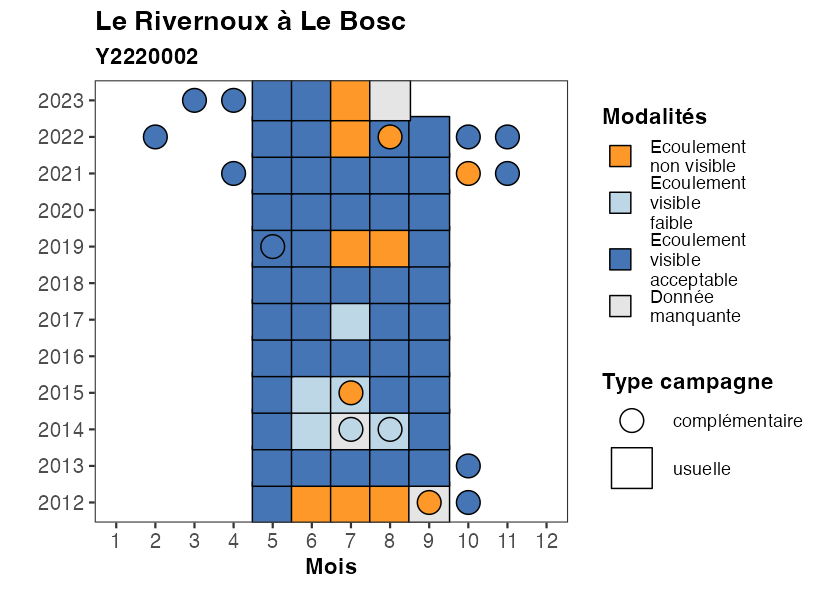 Le Rivernoux à Le Bosc
Y2220002
2023
2022
2021
2020
2019
2018
2017
2016
2015
2014
2013
2012
1 2 3 4 5 6 7 8 9 10 11 12
Mois
Modalités
Ecoulement
non visible
Ecoulement
visible
faible
Ecoulement
visible
acceptable
Donnée
manquante
Type campagne
complémentaire
usuelle